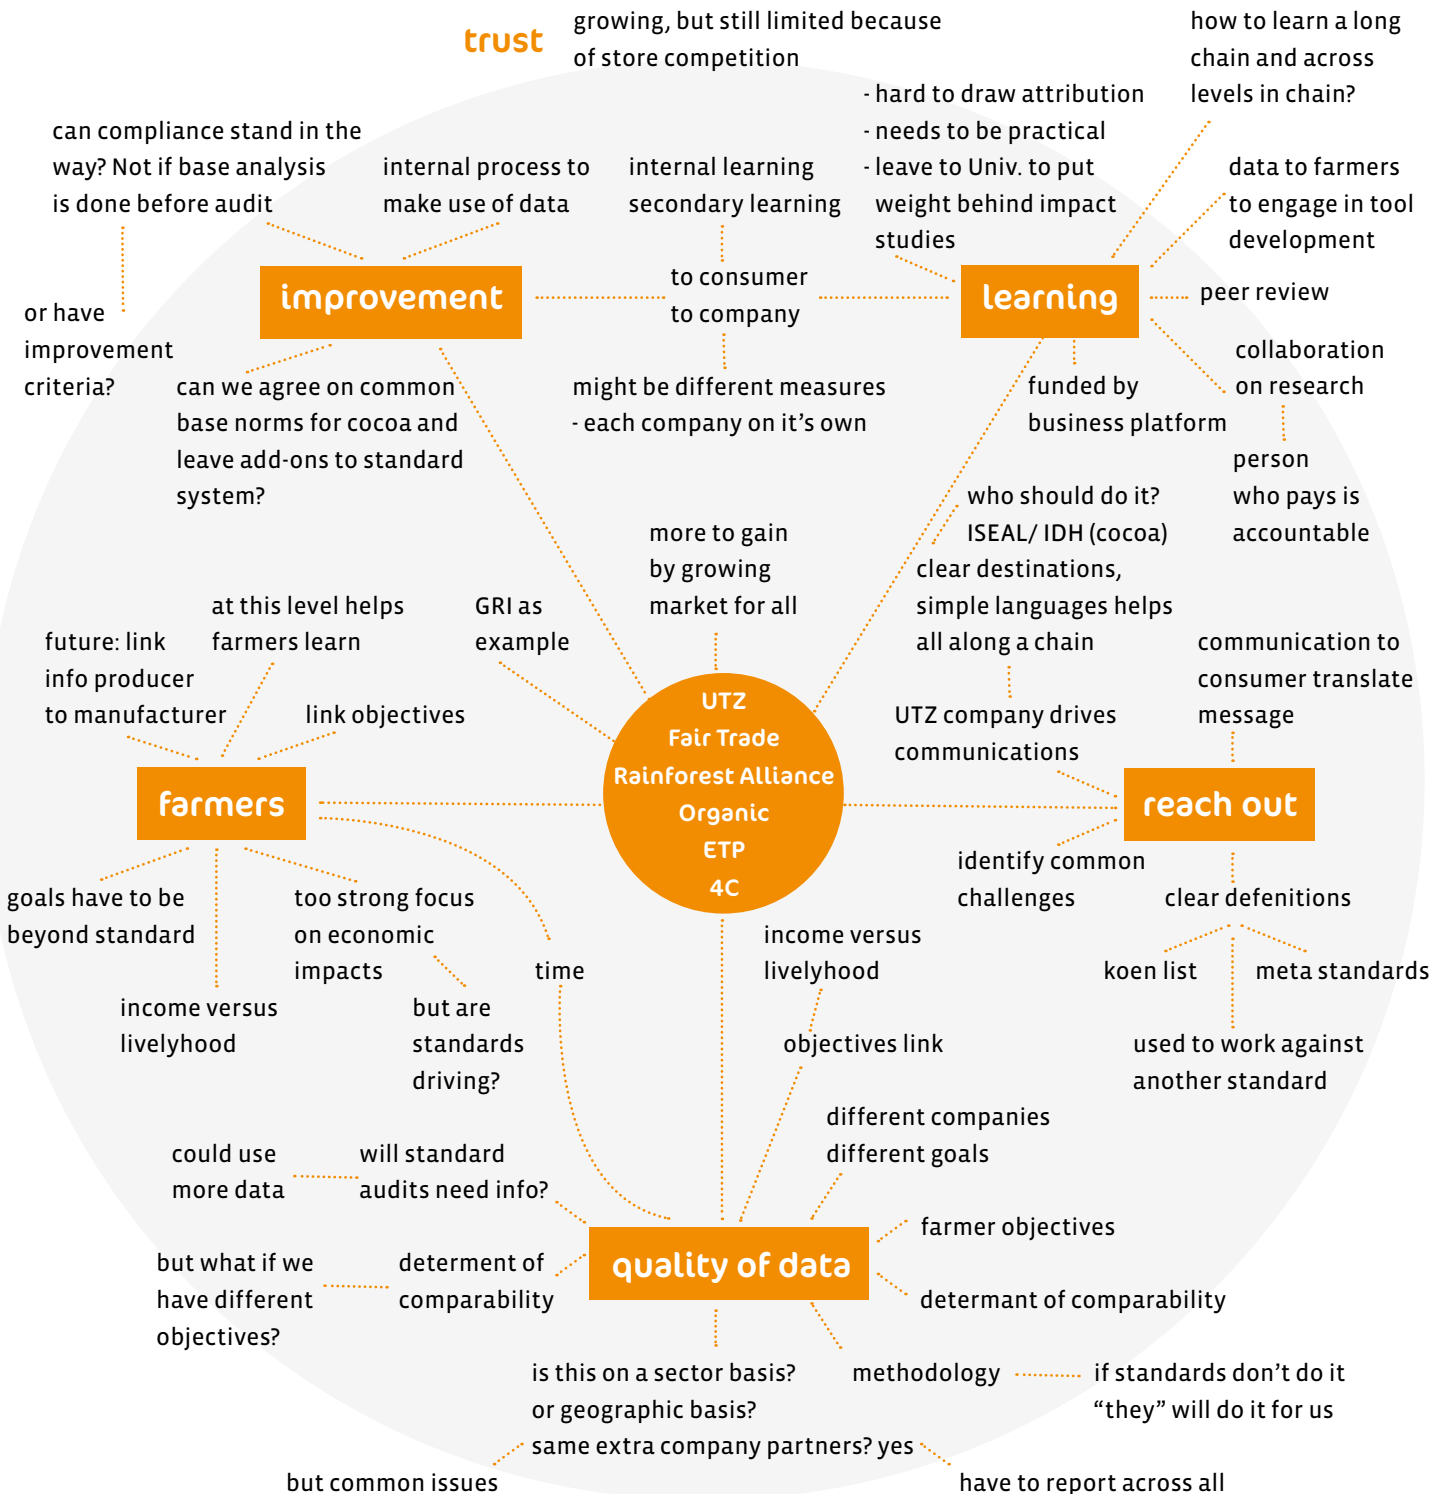 trust
growing, but still limited because
of store competition
how to learn a long
chain and across
levels in chain?
- hard to draw attribution
- needs to be practical
- leave to Univ. to put
weight behind impact
studies
can compliance stand in the
way? Not if base analysis
is done before audit
internal process to
make use of data
internal learning
secondary learning
data to farmers
to engage in tool
development
improvement
to consumer
to company
learning
peer review
or have
improvement
criteria?
can we agree on common
base norms for cocoa and
leave add-ons to standard
system?
might be different measures
- each company on it's own
funded by
business platform
collaboration
on research
person
who pays is
accountable
who should do it?
ISEAL/ IDH (cocoa)
clear destinations,
simple languages helps
all along a chain
more to gain
by growing
market for all
GRI as
example
at this level helps
farmers learn
future: link
info producer
to manufacturer
link objectives
UTZ company drives
communications
communication to
consumer translate
message
UTZ
Fair Trade
Rainforest Alliance
Organic
ETP
4C
farmers
reach out
identify common
challenges
clear defenitions
goals have to be
beyond standard
too strong focus
on economic
impacts
time
income versus
livelyhood
koen list
meta standards
income versus
livelyhood
but are
standards
driving?
objectives link
used to work against
another standard
different companies
different goals
could use
more data
will standard
audits need info?
farmer objectives
quality of data
but what if we
have different
objectives?
determent of
comparability
determant of comparability
is this on a sector basis?
or geographic basis?
same extra company partners? yes
methodology
if standards don't do it
"they" will do it for us
but common issues
have to report across all